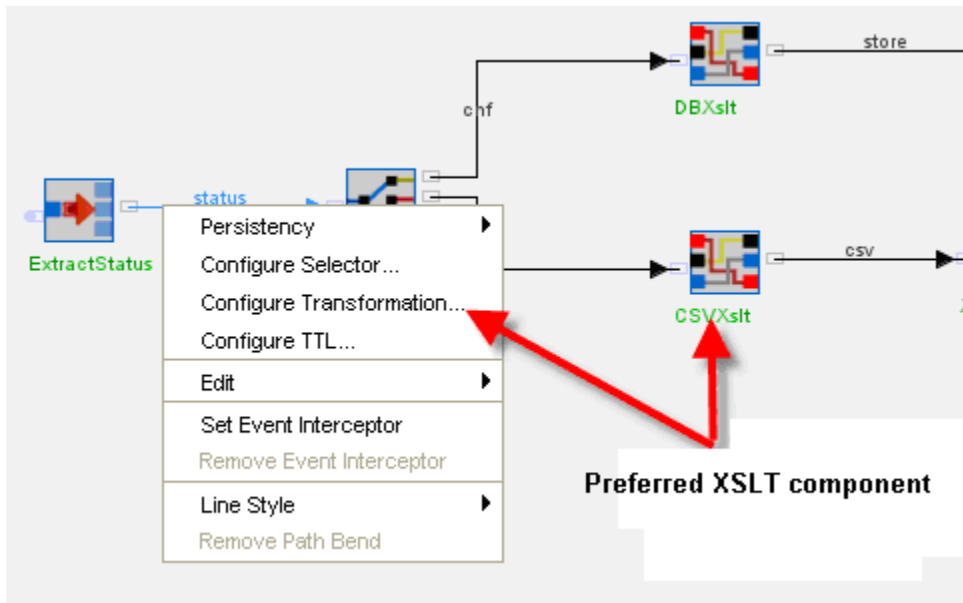 store
DBXslt
chf
status
ExtractStatus
Persistency
Configure Selector...
Configure Transformation...
Configure TTL...
Edit
Set Event Interceptor
Remove Event Interceptor
Line Style
Remove Path Bend
csv
CSVXslt
Preferred XSLT component